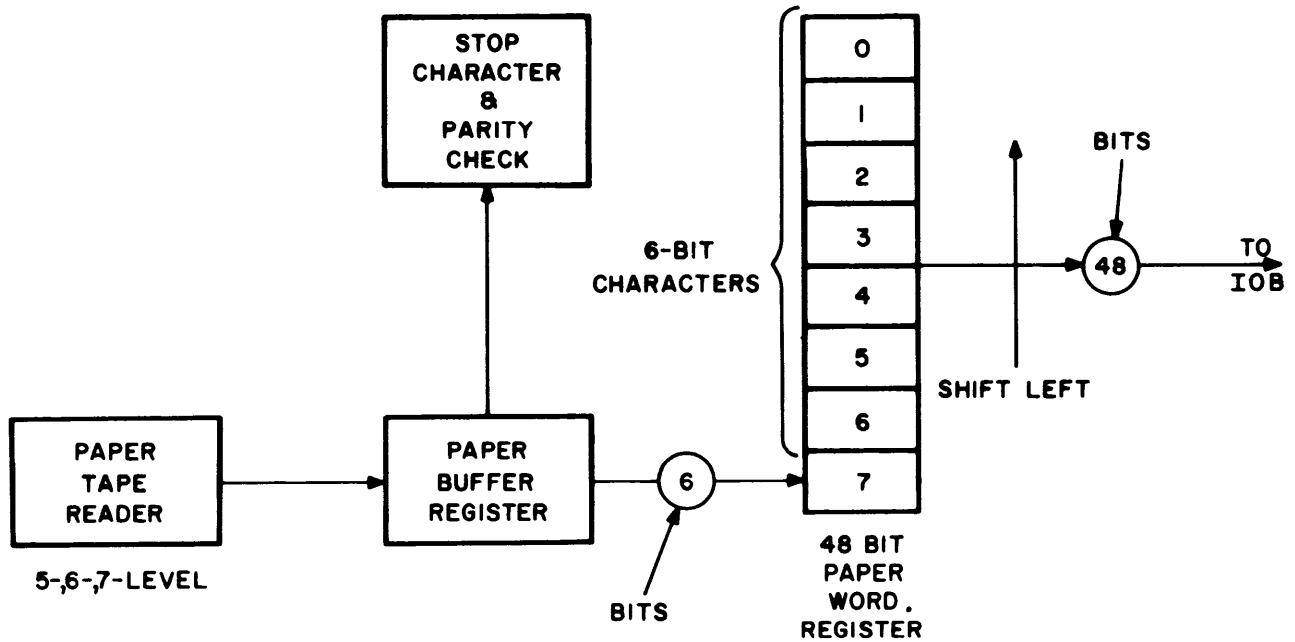 STOP
CHARACTER
&
PARITY
CHECK
0
1
2
3
4
5
6
7
6-BIT
CHARACTERS
BITS
48
TO
IOB
SHIFT LEFT
PAPER
TAPE
READER
5-,6-,7-LEVEL
PAPER
BUFFER
REGISTER
6
BITS
48 BIT
PAPER
WORD.
REGISTER